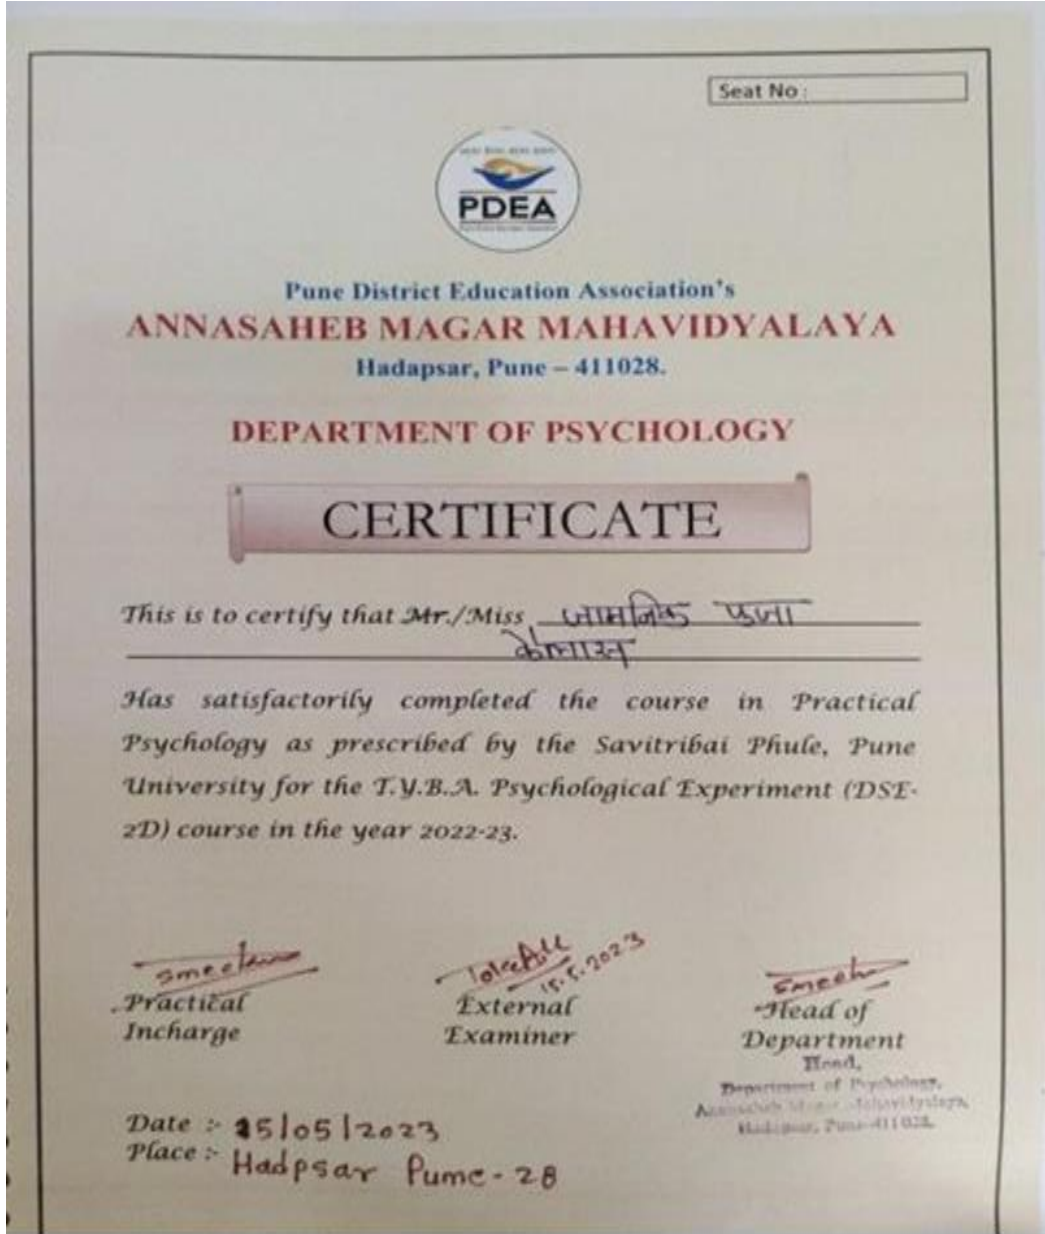 Seat No :
PDEA
Pune District Education Association's
ANNASAHEB MAGAR MAHAVIDYALAYA
Hadapsar, Pune – 411028.
DEPARTMENT OF PSYCHOLOGY
CERTIFICATE
This is to certify that Mr./Miss जामनिक पुजा
कैलास
Has satisfactorily completed the course in Practical
Psychology as prescribed by the Savitribai Phule, Pune
University for the T.Y.B.A. Psychological Experiment (DSE-
2D) course in the year 2022-23.
15.5.2023
Practical External Head of
Incharge Examiner Department
Head,
Department of Psychology,
Annasaheb Magar Mahavidyalaya,
Hadapsar, Pune-411028.
Date :- 15/05/2023
Place :- Hadpsar Pune - 28